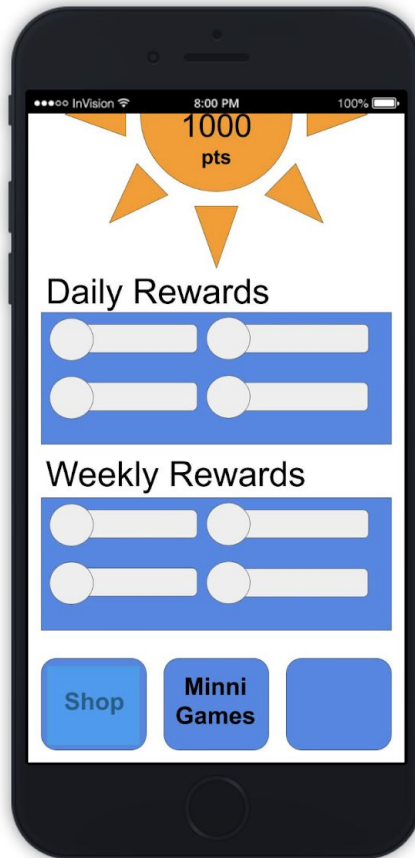 InVision 8:00 PM 100%
1000
pts
Daily Rewards
Weekly Rewards
Shop
Minni
Games